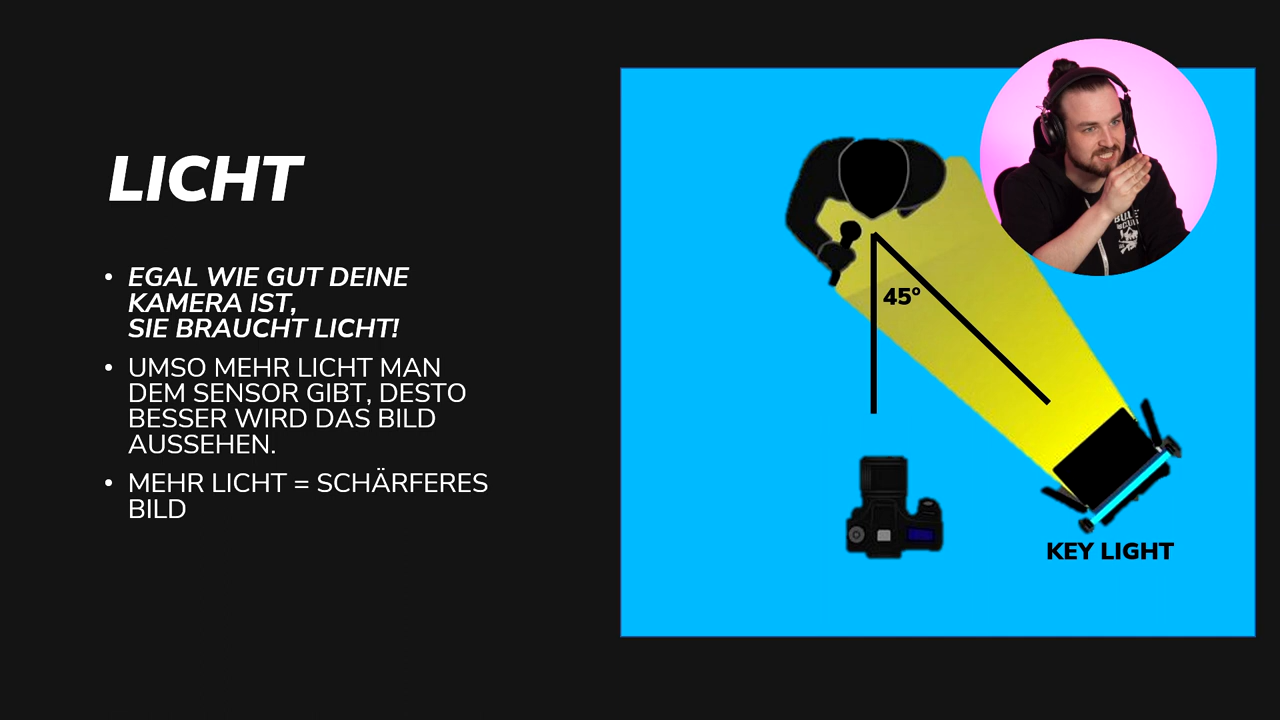 LICHT
• EGAL WIE GUT DEINE
KAMERA IST,
SIE BRAUCHT LICHT!
• UMSO MEHR LICHT MAN
DEM SENSOR GIBT, DESTO
BESSER WIRD DAS BILD
AUSSEHEN.
• MEHR LICHT = SCHÄRFERES
BILD
45°
KEY LIGHT